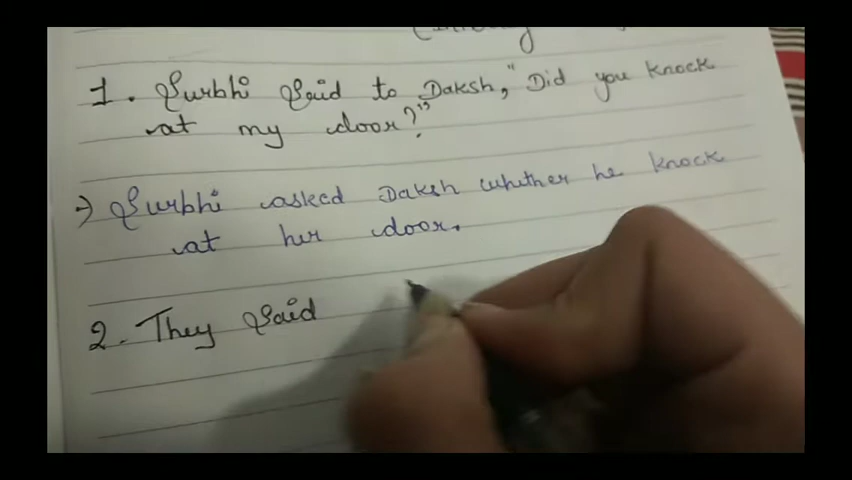 1. Surbhi said to Daksh, "Did you knock
at my door?"
→ Surbhi asked Daksh whether he knock
at her door.
2. They said